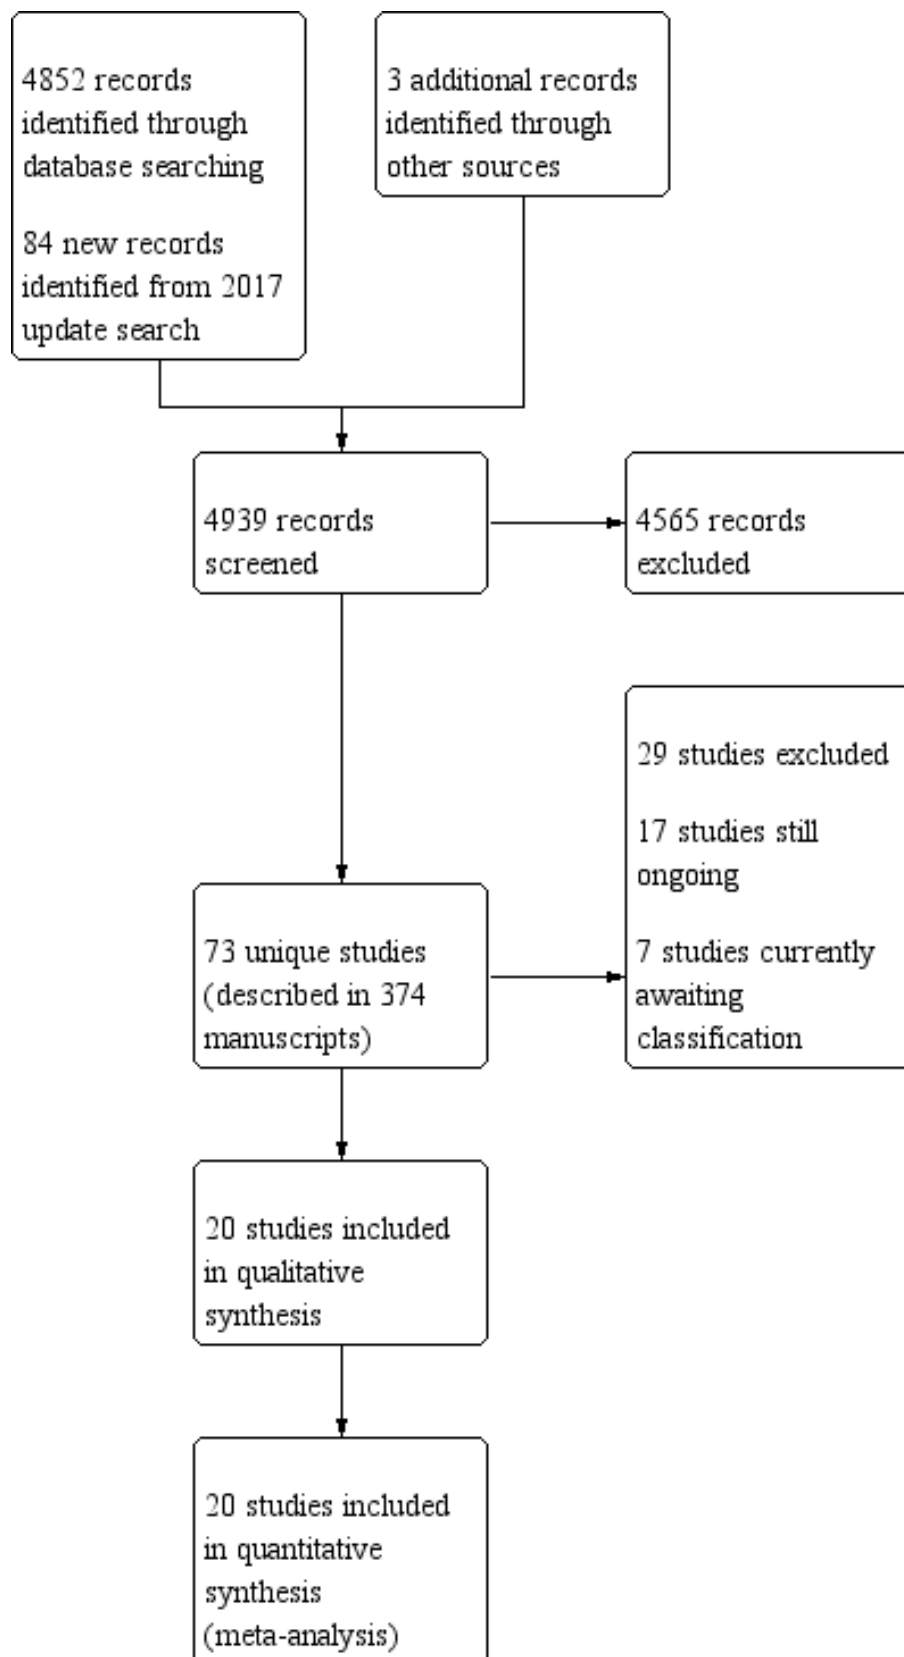 4852 records
identified through
database searching
84 new records
identified from 2017
update search
3 additional records
identified through
other sources
4939 records
screened
4565 records
excluded
29 studies excluded
17 studies still
ongoing
7 studies currently
awaiting
classification
73 unique studies
(described in 374
manuscripts)
20 studies included
in qualitative
synthesis
20 studies included
in quantitative
synthesis
(meta-analysis)